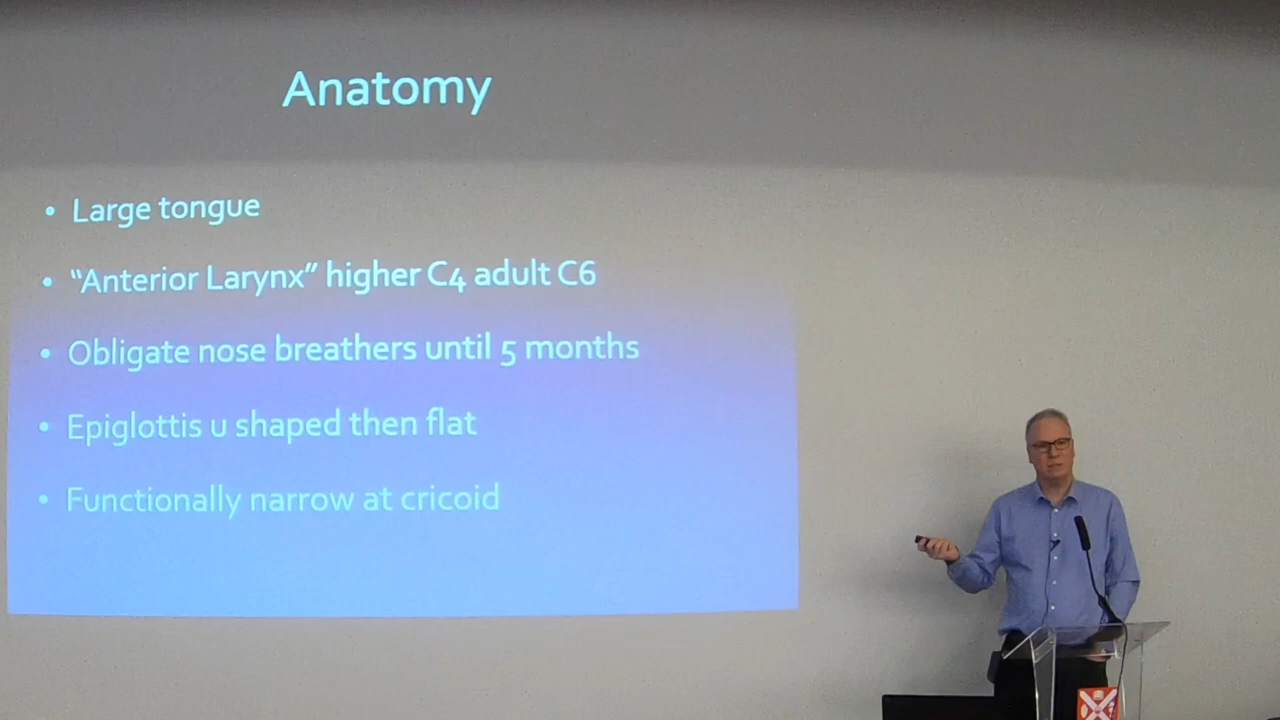 Anatomy
• Large tongue
• “Anterior Larynx” higher C4 adult C6
• Obligate nose breathers until 5 months
• Epiglottis u shaped then flat
• Functionally narrow at cricoid